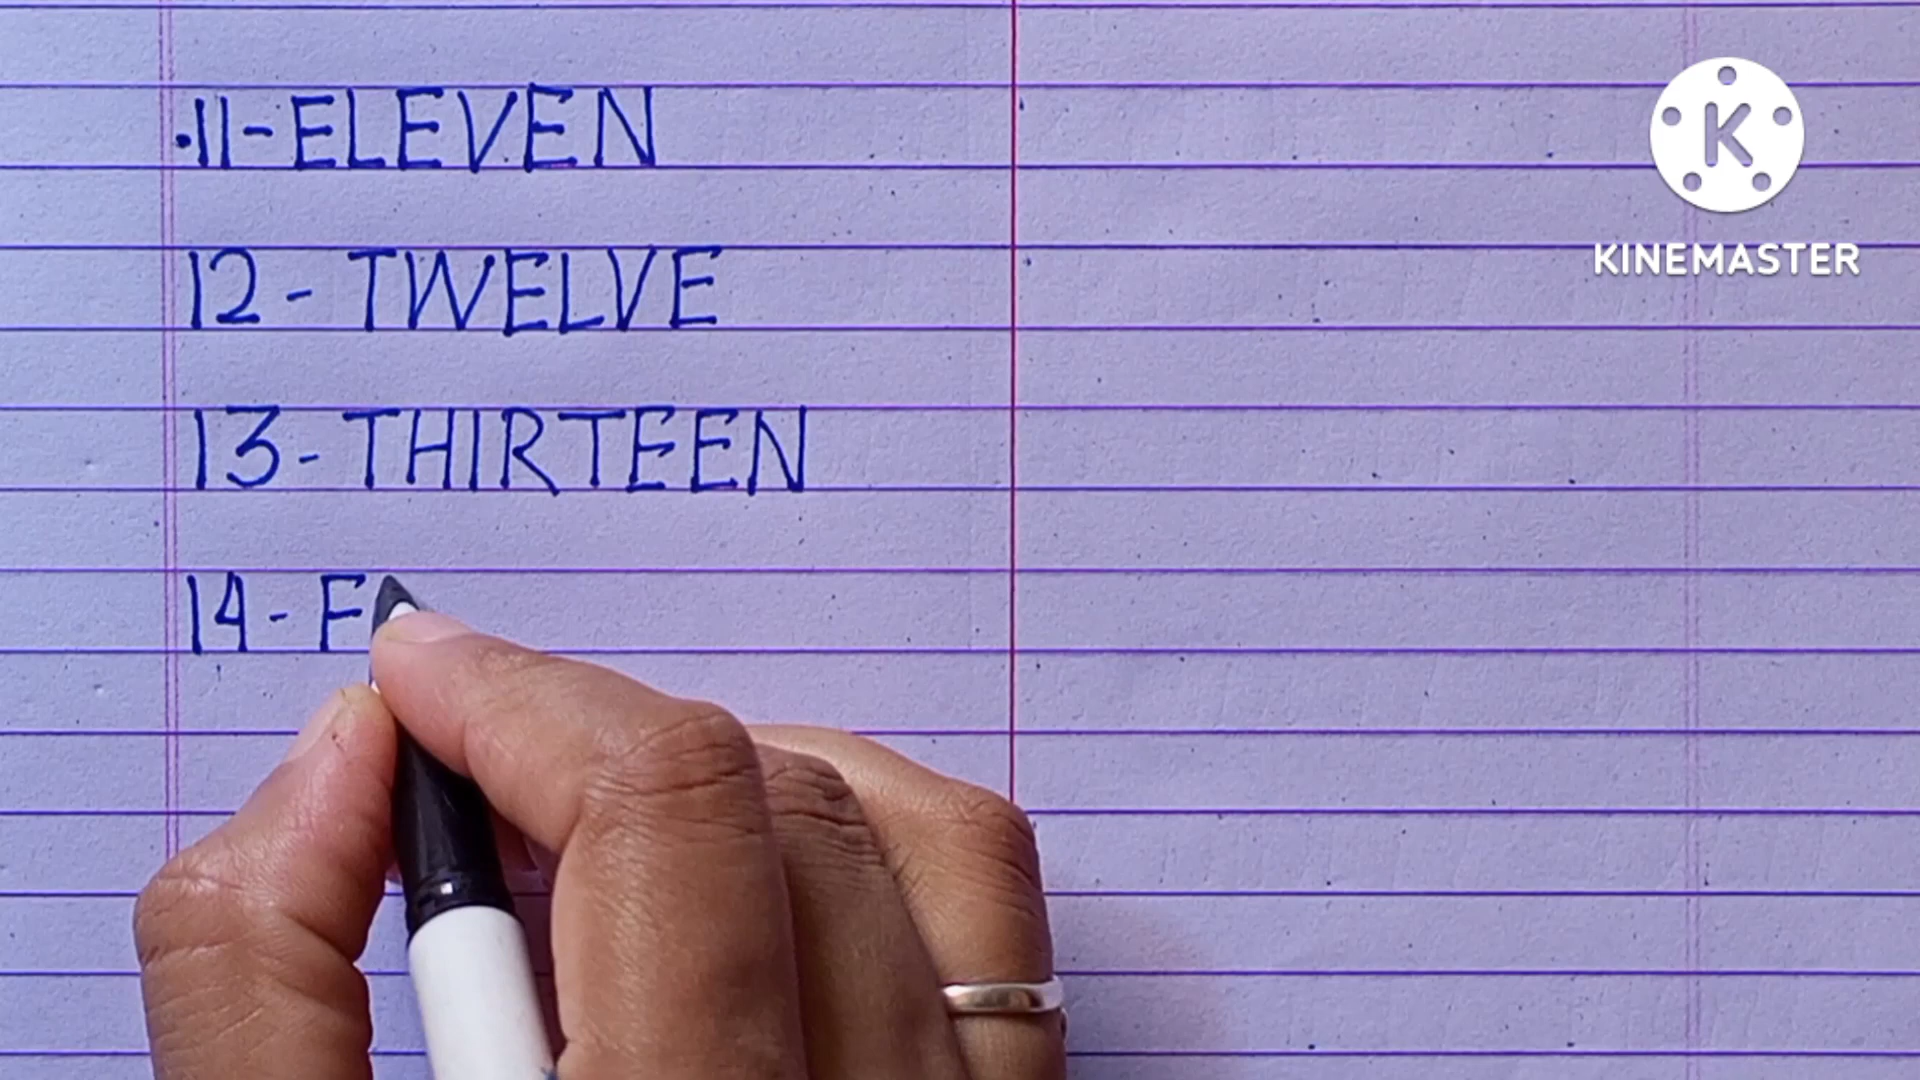 11-ELEVEN
12-TWELVE
13-THIRTEEN
14-F
KINEMASTER